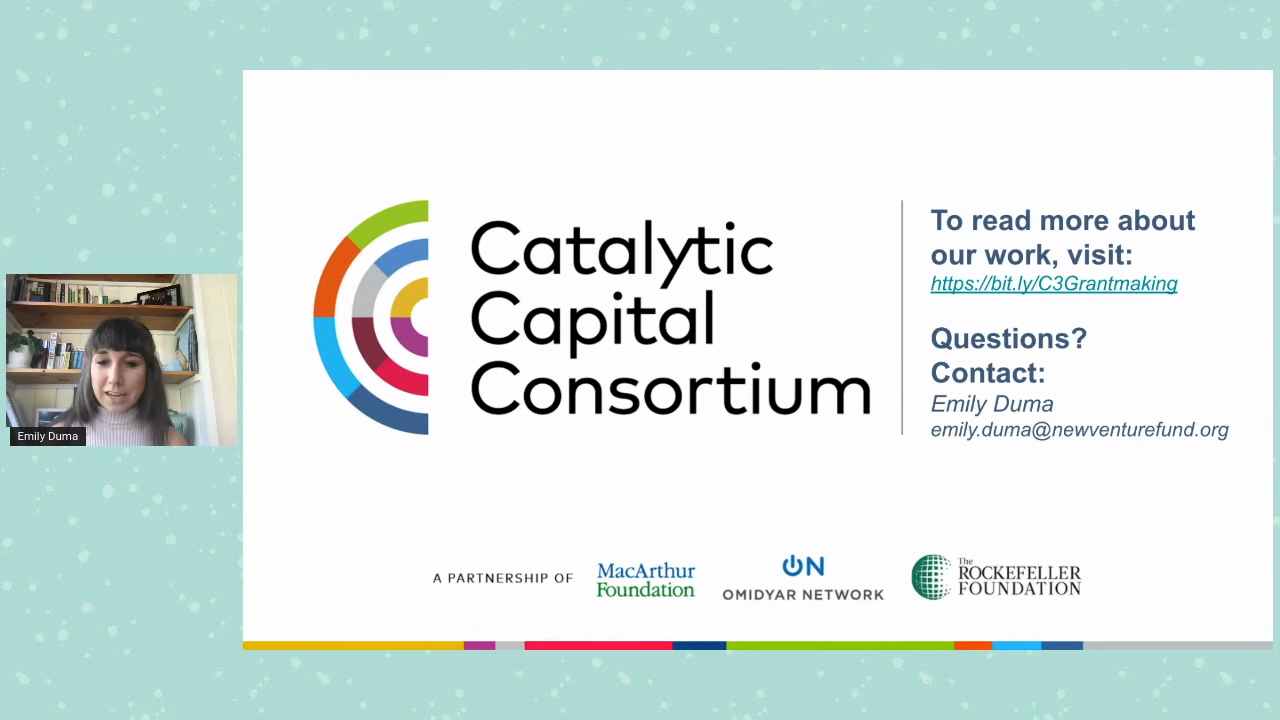 Catalytic
Capital
Consortium
To read more about
our work, visit:
https://bit.ly/C3Grantmaking
Questions?
Contact:
Emily Duma
emily.duma@newventurefund.org
Emily Duma
A PARTNERSHIP OF
MacArthur
Foundation
ON
OMIDYAR NETWORK
The
ROCKEFELLER
FOUNDATION